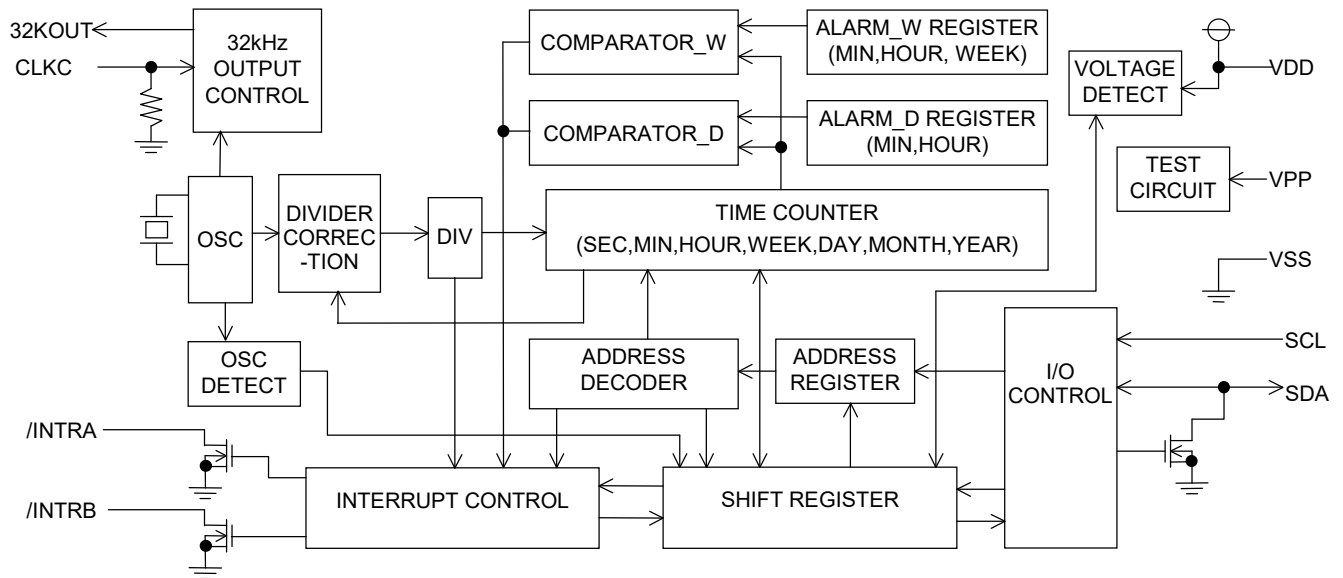 32KOUT
CLKC
32kHz
OUTPUT
CONTROL
COMPARATOR_W
ALARM_W REGISTER
(MIN,HOUR, WEEK)
VOLTAGE
DETECT
VDD
COMPARATOR_D
ALARM_D REGISTER
(MIN,HOUR)
TEST
CIRCUIT
VPP
OSC
DIVIDER
CORREC
-TION
DIV
TIME COUNTER
(SEC,MIN,HOUR,WEEK,DAY,MONTH,YEAR)
VSS
OSC
DETECT
ADDRESS
DECODER
ADDRESS
REGISTER
I/O
CONTROL
SCL
SDA
/INTRA
INTERRUPT CONTROL
SHIFT REGISTER
/INTRB